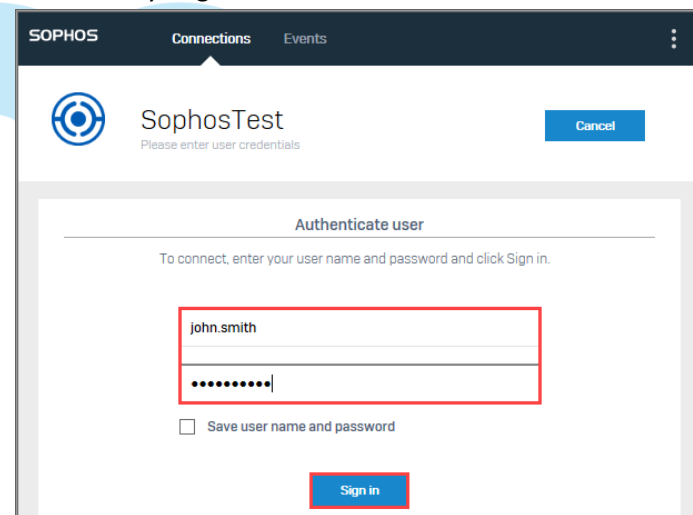 SOPHOS Connections Events
SophosTest
Cancel
Please enter user credentials
Authenticate user
To connect, enter your user name and password and click Sign in.
john.smith
••••••••••
Save user name and password
Sign in